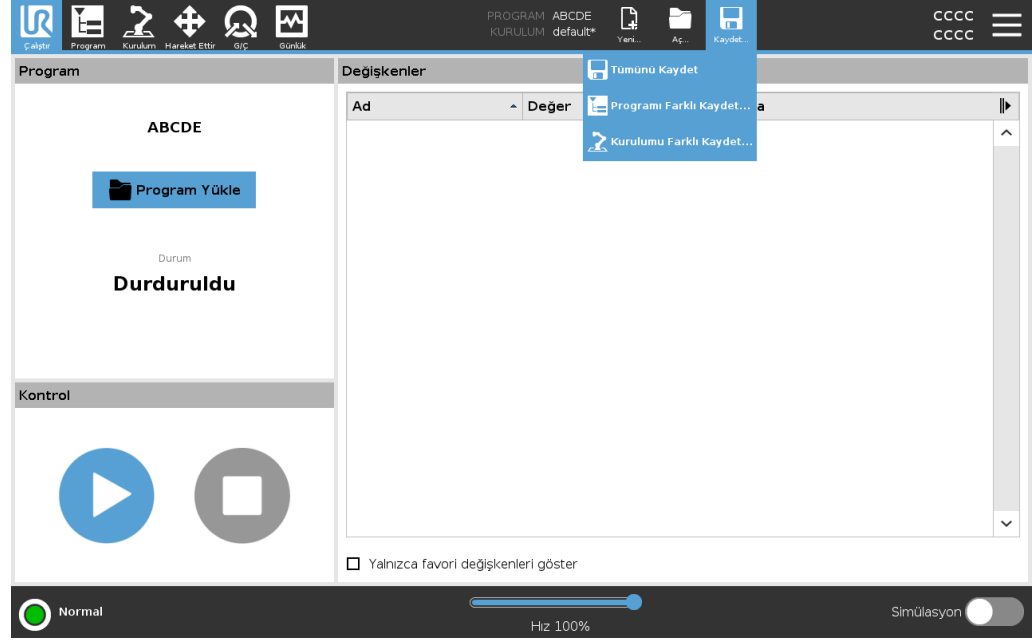 PROGRAM ABCDE
KURULUM default*
CCCC
CCCC
Çalıştır Program Kurulum Hareket Ettir G/Ç Günlük Yeni... Aç... Kaydet...
Program
Değişkenler
Tümünü Kaydet
Programı Farklı Kaydet...
Kurulumu Farklı Kaydet...
Ad Değer a
ABCDE
Program Yükle
Durum
Durduruldu
Kontrol
Yalnızca favori değişkenleri göster
Normal
Hız 100%
Simülasyon